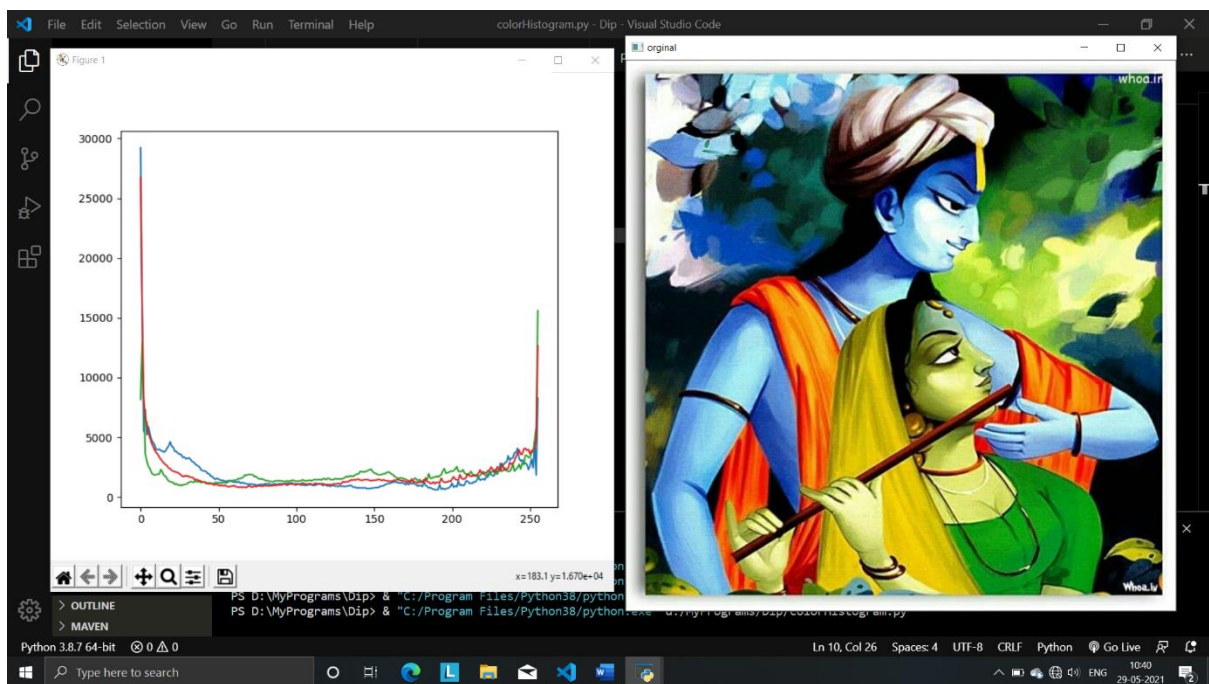 File Edit Selection View Go Run Terminal Help colorHistogram.py - Dip - Visual Studio Code
Figure 1
orginal
whoa.in
30000
25000
20000
15000
10000
5000
0
0 50 100 150 200 250
x=183.1 y=1.670e+04
Whoa.in
OUTLINE
MAVEN
PS D:\MyPrograms\Dip> & "C:/Program Files/Python38/python
PS D:\MyPrograms\Dip> & "C:/Program Files/Python38/python.exe" d:/MyPrograms/Dip/colorHistogram.py
Python 3.8.7 64-bit 0 0 Ln 10, Col 26 Spaces: 4 UTF-8 CRLF Python Go Live
Type here to search ENG 10:40
29-05-2021 2